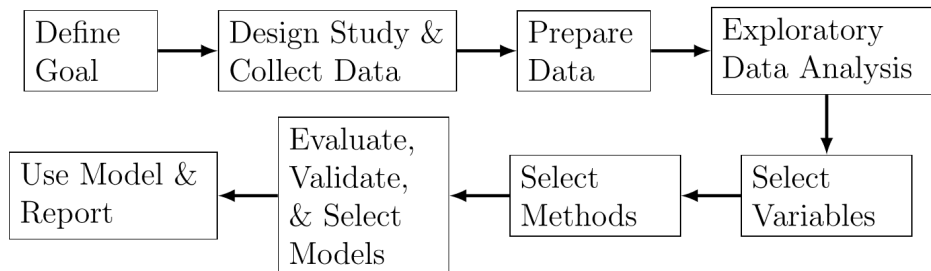 Define
Goal
Design Study &
Collect Data
Prepare
Data
Exploratory
Data Analysis
Select
Variables
Select
Methods
Evaluate,
Validate,
& Select
Models
Use Model &
Report